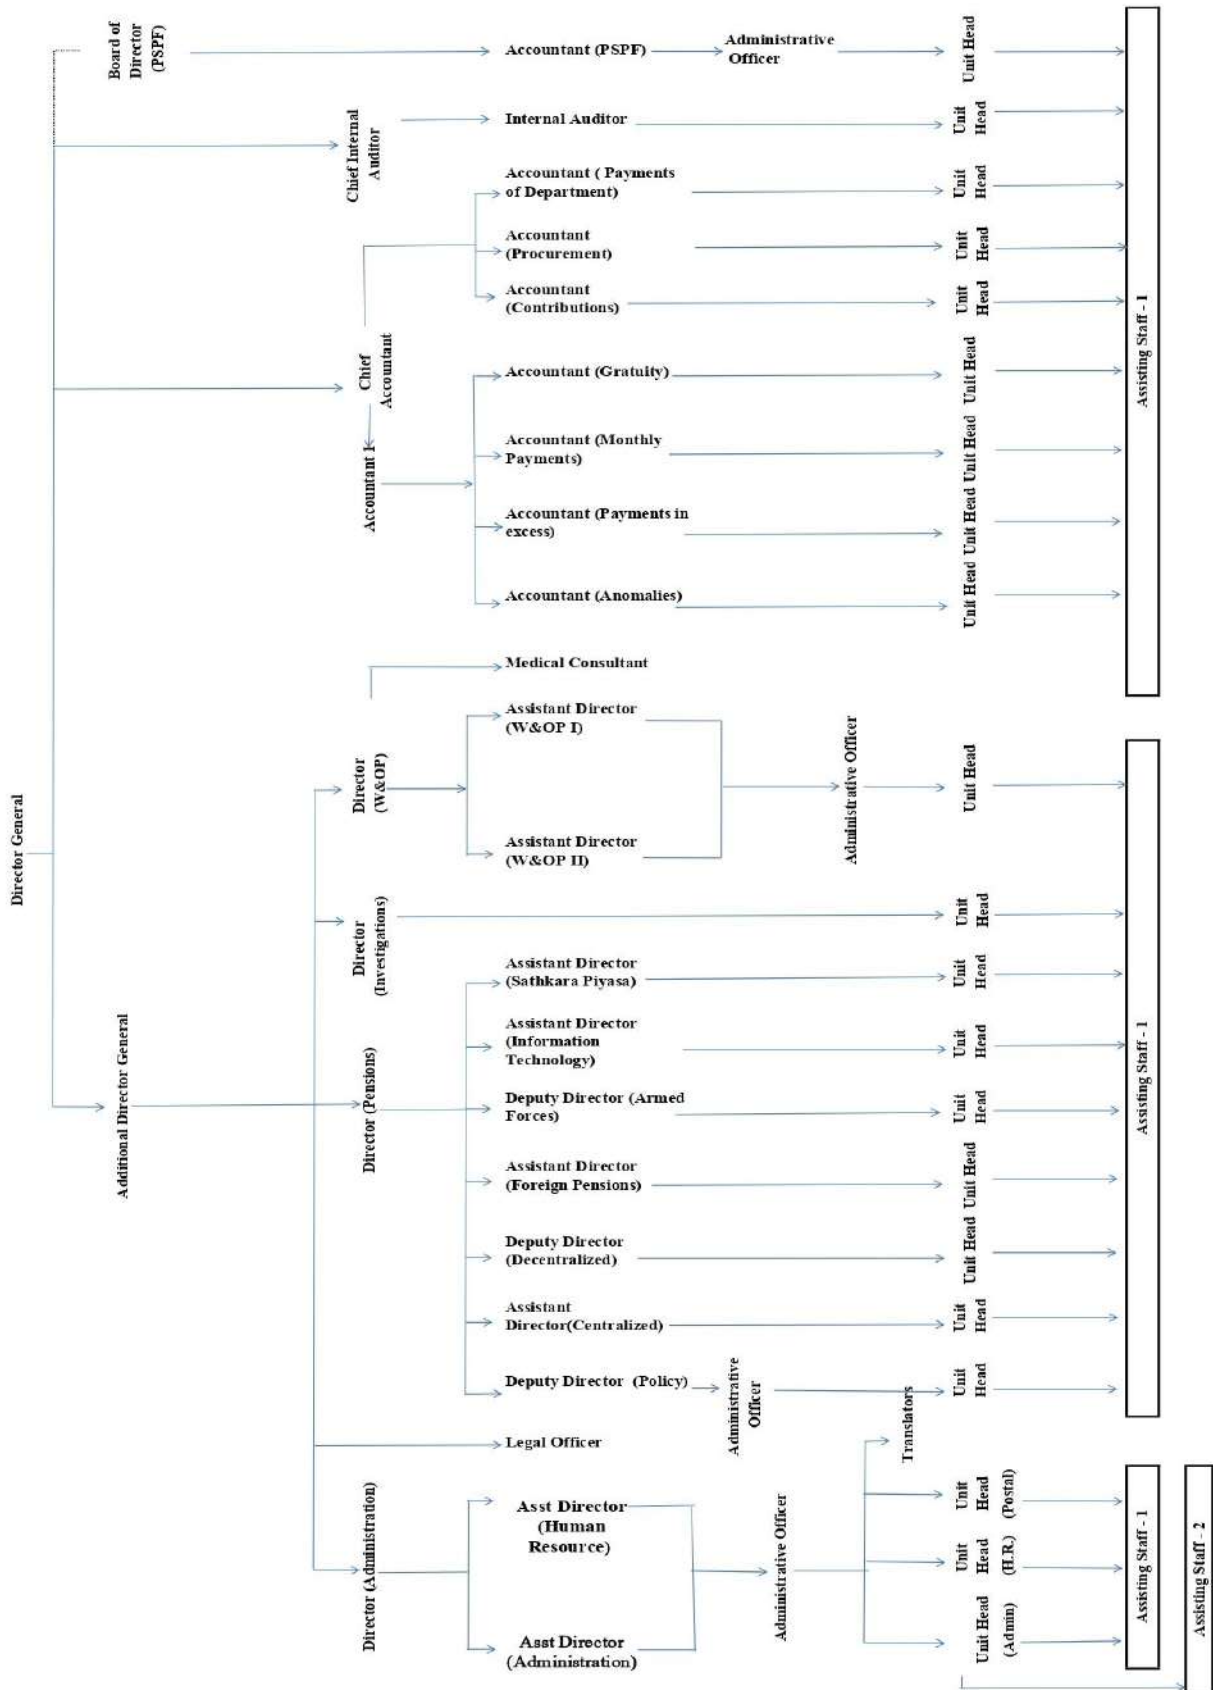 Director General
Board of
Director
(PSPF)
Accountant (PSPF)
Administrative
Officer
Unit Head
Chief Internal
Auditor
Internal Auditor
Unit
Head
Accountant ( Payments
of Department)
Unit
Head
Accountant
(Procurement)
Unit
Head
Accountant
(Contributions)
Unit
Head
Chief
Accountant
Accountant I
Accountant (Gratuity)
Unit Head
Accountant (Monthly
Payments)
Unit Head
Accountant (Payments in
excess)
Unit Head
Accountant (Anomalies)
Unit Head
Assisting Staff - 1
Additional Director General
Director
(W&OP)
Medical Consultant
Assistant Director
(W&OP I)
Assistant Director
(W&OP II)
Administrative Officer
Unit Head
Director
(Investigations)
Unit
Head
Director (Pensions)
Assistant Director
(Sathkara Piyasa)
Unit
Head
Assistant Director
(Information
Technology)
Unit
Head
Deputy Director (Armed
Forces)
Unit
Head
Assistant Director
(Foreign Pensions)
Unit Head
Deputy Director
(Decentralized)
Unit Head
Assistant
Director(Centralized)
Unit
Head
Deputy Director (Policy)
Administrative
Officer
Unit
Head
Assisting Staff - 1
Legal Officer
Director (Administration)
Asst Director
(Human
Resource)
Asst Director
(Administration)
Administrative Officer
Translators
Unit
Head
(Postal)
Unit
Head
(H.R.)
Unit Head
(Admin)
Assisting Staff - 1
Assisting Staff - 2